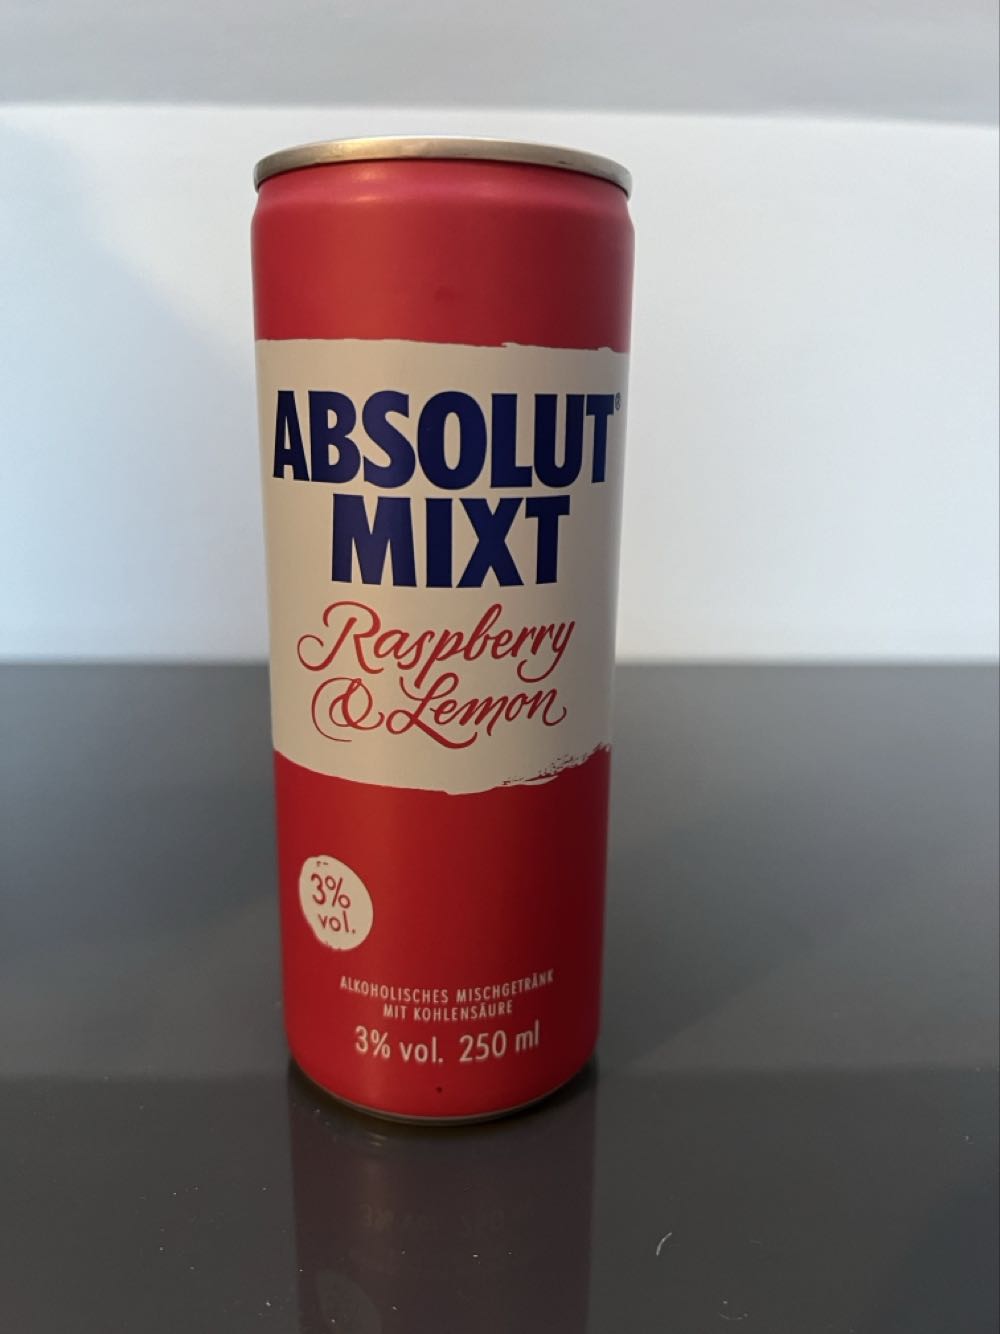 ABSOLUT®
MIXT
Raspberry
& Lemon
3%
vol.
ALKOHOLISCHES MISCHGETRÄNK
MIT KOHLENSÄURE
3% vol. 250 ml